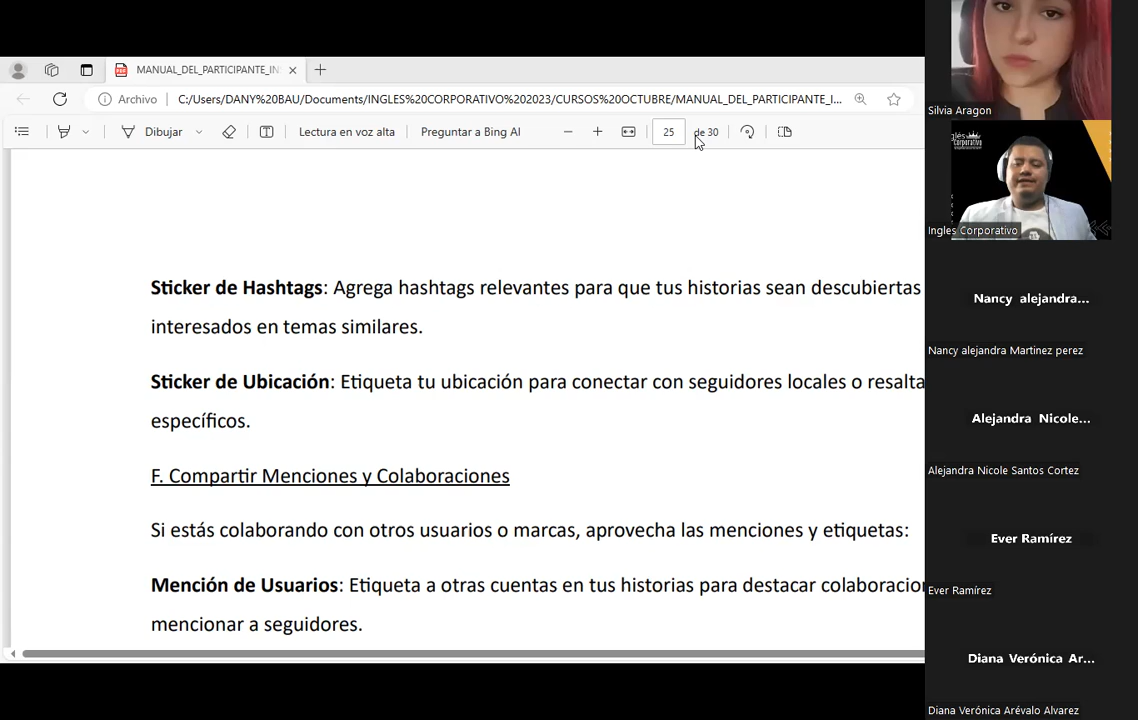 MANUAL_DEL_PARTICIPANTE_IN
Archivo
C:/Users/DANY%20BAU/Documents/INGLES%20CORPORATIVO%202023/CURSOS%20OCTUBRE/MANUAL_DEL_PARTICIPANTE_I...
Dibujar
Lectura en voz alta
Preguntar a Bing AI
25
de 30
Sticker de Hashtags: Agrega hashtags relevantes para que tus historias sean descubiertas
interesados en temas similares.
Sticker de Ubicación: Etiqueta tu ubicación para conectar con seguidores locales o resalta
específicos.
F. Compartir Menciones y Colaboraciones
Si estás colaborando con otros usuarios o marcas, aprovecha las menciones y etiquetas:
Mención de Usuarios: Etiqueta a otras cuentas en tus historias para destacar colaboracion
mencionar a seguidores.
Silvia Aragon
Inglés
Corporativo
Ingles Corporativo
Nancy alejandra...
Nancy alejandra Martinez perez
Alejandra Nicole...
Alejandra Nicole Santos Cortez
Ever Ramírez
Ever Ramírez
Diana Verónica Ar...
Diana Verónica Arévalo Alvarez